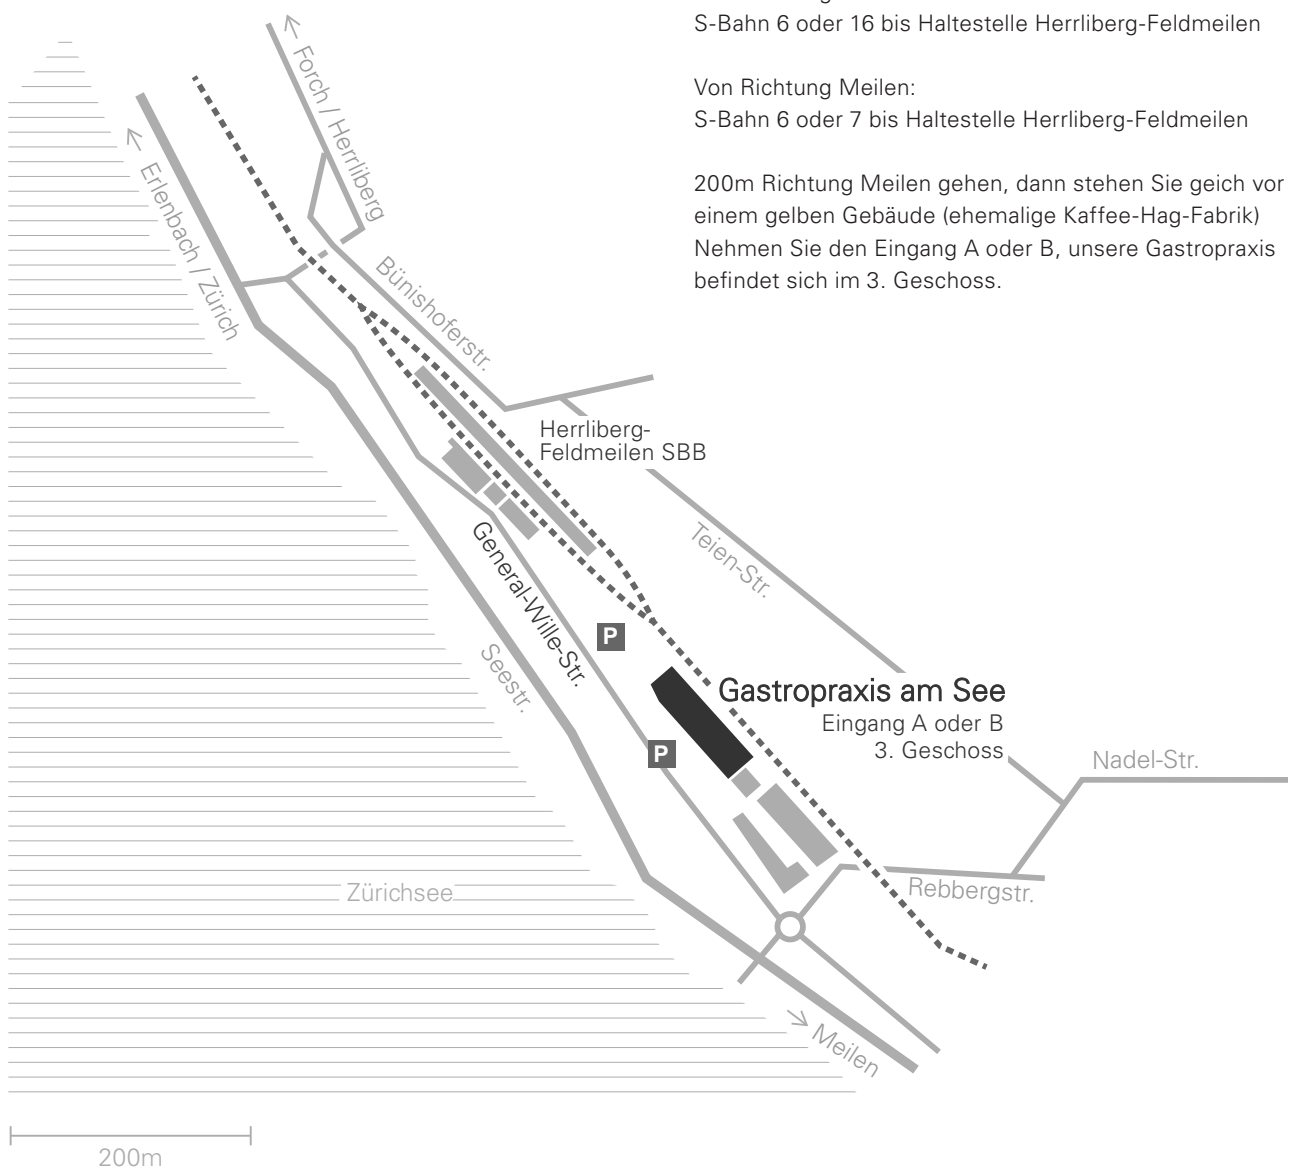 S-Bahn 6 oder 16 bis Haltestelle Herrliberg-Feldmeilen
Von Richtung Meilen:
S-Bahn 6 oder 7 bis Haltestelle Herrliberg-Feldmeilen
200m Richtung Meilen gehen, dann stehen Sie geich vor
einem gelben Gebäude (ehemalige Kaffee-Hag-Fabrik)
Nehmen Sie den Eingang A oder B, unsere Gastropraxis
befindet sich im 3. Geschoss.
Forch / Herrliberg
Erlenbach / Zürich
Bünishoferstr.
Herrliberg-
Feldmeilen SBB
Teien-Str.
General-Wille-Str.
Seestr.
P
Gastropraxis am See
Eingang A oder B
3. Geschoss
P
Nadel-Str.
Rebbergstr.
Zürichsee
Meilen
200m